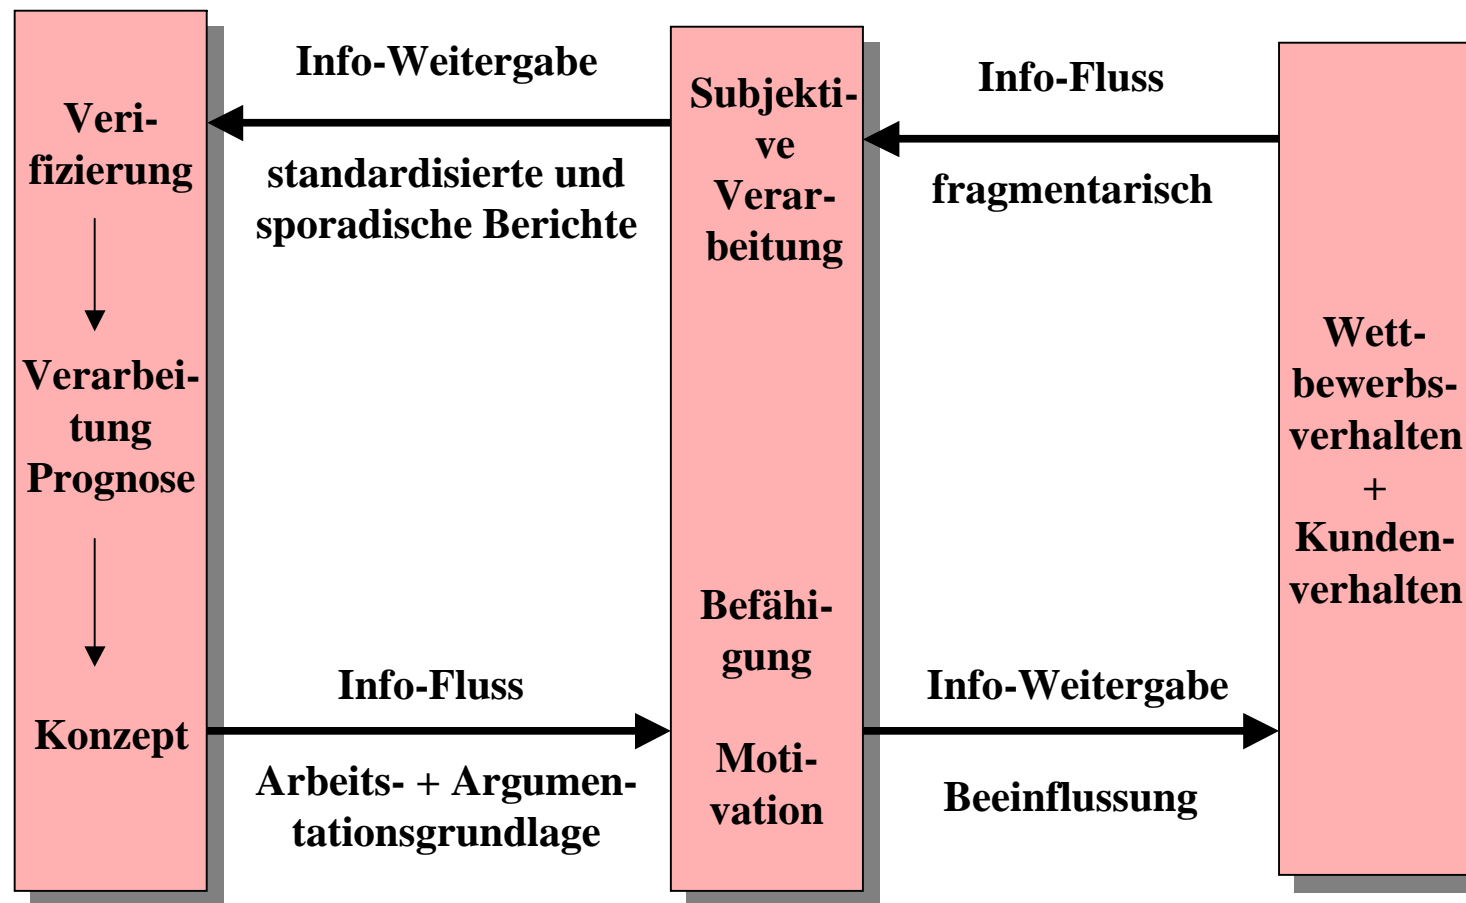 Veri-
fizierung
Verarbei-
tung
Prognose
Konzept
Info-Weitergabe
standardisierte und
sporadische Berichte
Info-Fluss
Arbeits- + Argumen-
tationsgrundlage
Subjekti-
ve
Verar-
beitung
Befähi-
gung
Moti-
vation
Info-Fluss
fragmentarisch
Info-Weitergabe
Beeinflussung
Wett-
bewerbs-
verhalten
+
Kunden-
verhalten